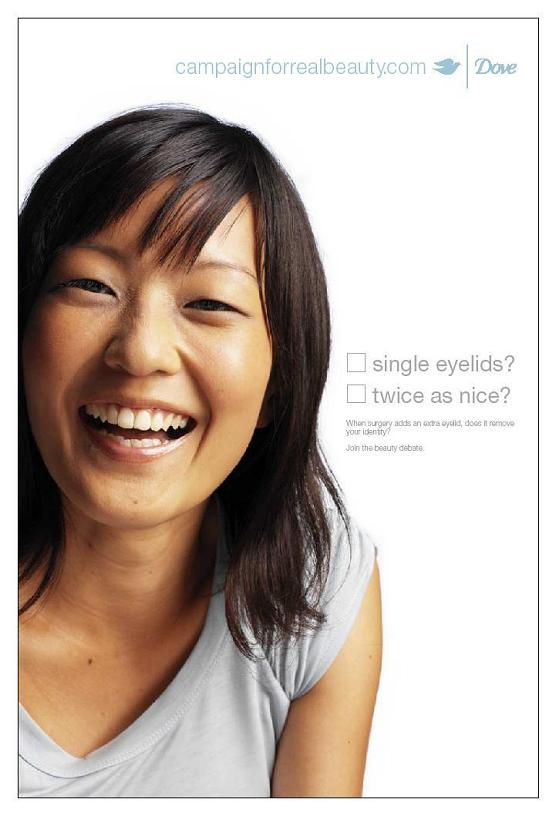 campaignforrealbeauty.com Dove
single eyelids?
twice as nice?
When surgery adds an extra eyelid, does it remove
your identity?
Join the beauty debate.